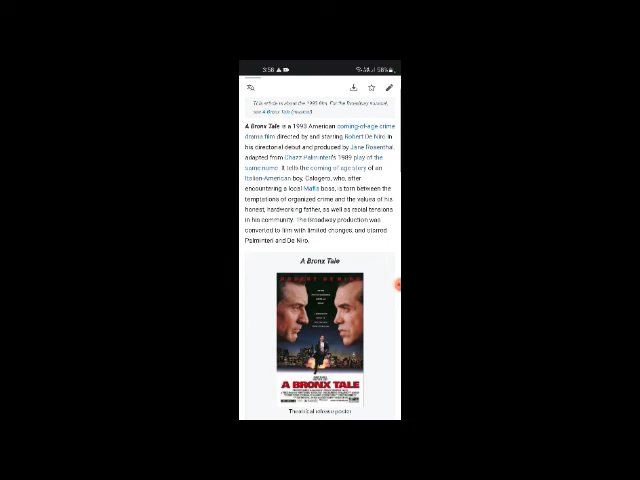 3:58
58%
This article is about the 1993 film. For the Broadway musical,
see A Bronx Tale (musical).
A Bronx Tale is a 1993 American coming-of-age crime
drama film directed by and starring Robert De Niro in
his directorial debut and produced by Jane Rosenthal,
adapted from Chazz Palminteri's 1989 play of the
same name. It tells the coming of age story of an
Italian-American boy, Calogero, who, after
encountering a local Mafia boss, is torn between the
temptations of organized crime and the values of his
honest, hardworking father, as well as racial tensions
in his community. The Broadway production was
converted to film with limited changes, and starred
Palminteri and De Niro.
A Bronx Tale
ROBERT DE NIRO
A BRONX TALE
Theatrical release poster